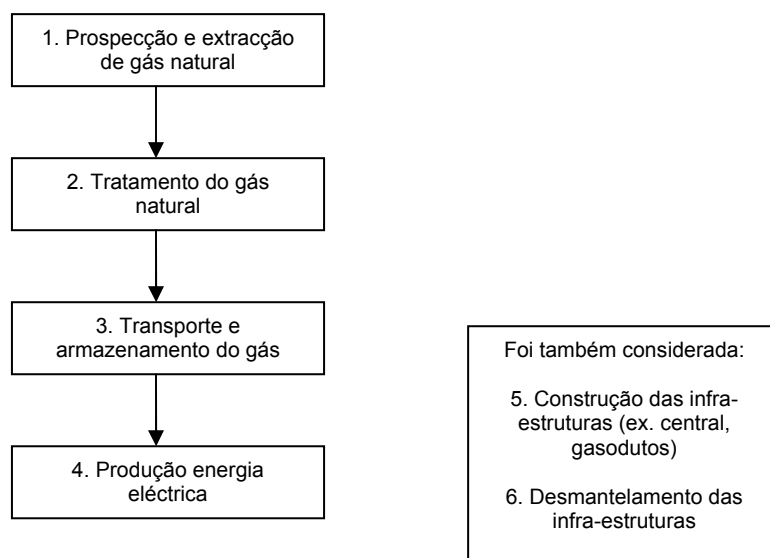 1. Prospecção e extracção
de gás natural
2. Tratamento do gás
natural
3. Transporte e
armazenamento do gás
4. Produção energia
eléctrica
Foi também considerada:
5. Construção das infra-
estruturas (ex. central,
gasodutos)
6. Desmantelamento das
infra-estruturas